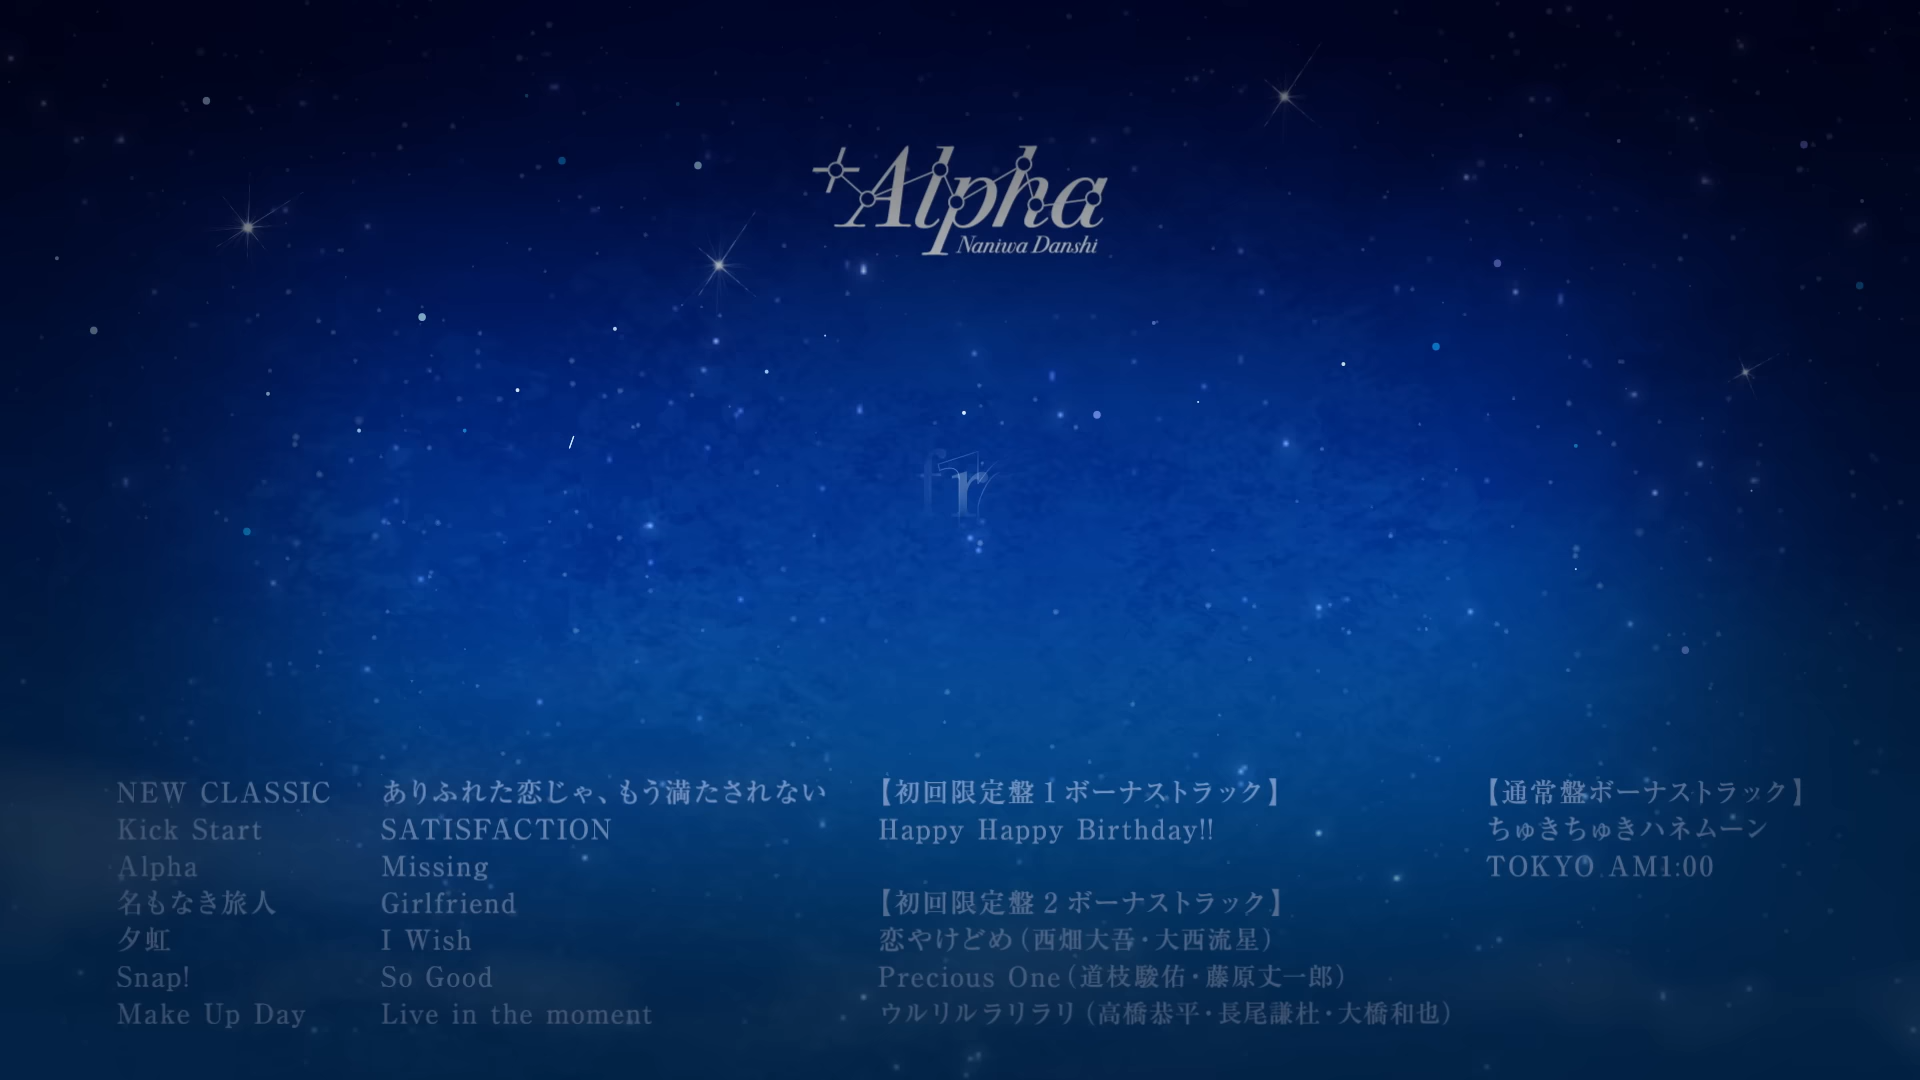 +Alpha
Naniwa Danshi
NEW CLASSIC
Kick Start
Alpha
名もなき旅人
夕虹
Snap!
Make Up Day
ありふれた恋じゃ、もう満たされない
SATISFACTION
Missing
Girlfriend
I Wish
So Good
Live in the moment
【初回限定盤1ボーナストラック】
Happy Happy Birthday!!
【初回限定盤2ボーナストラック】
恋やけどめ（西畑大吾・大西流星）
Precious One（道枝駿佑・藤原丈一郎）
ウルリルラリラリ（高橋恭平・長尾謙杜・大橋和也）
【通常盤ボーナストラック】
ちゅきちゅきハネムーン
TOKYO AM1:00